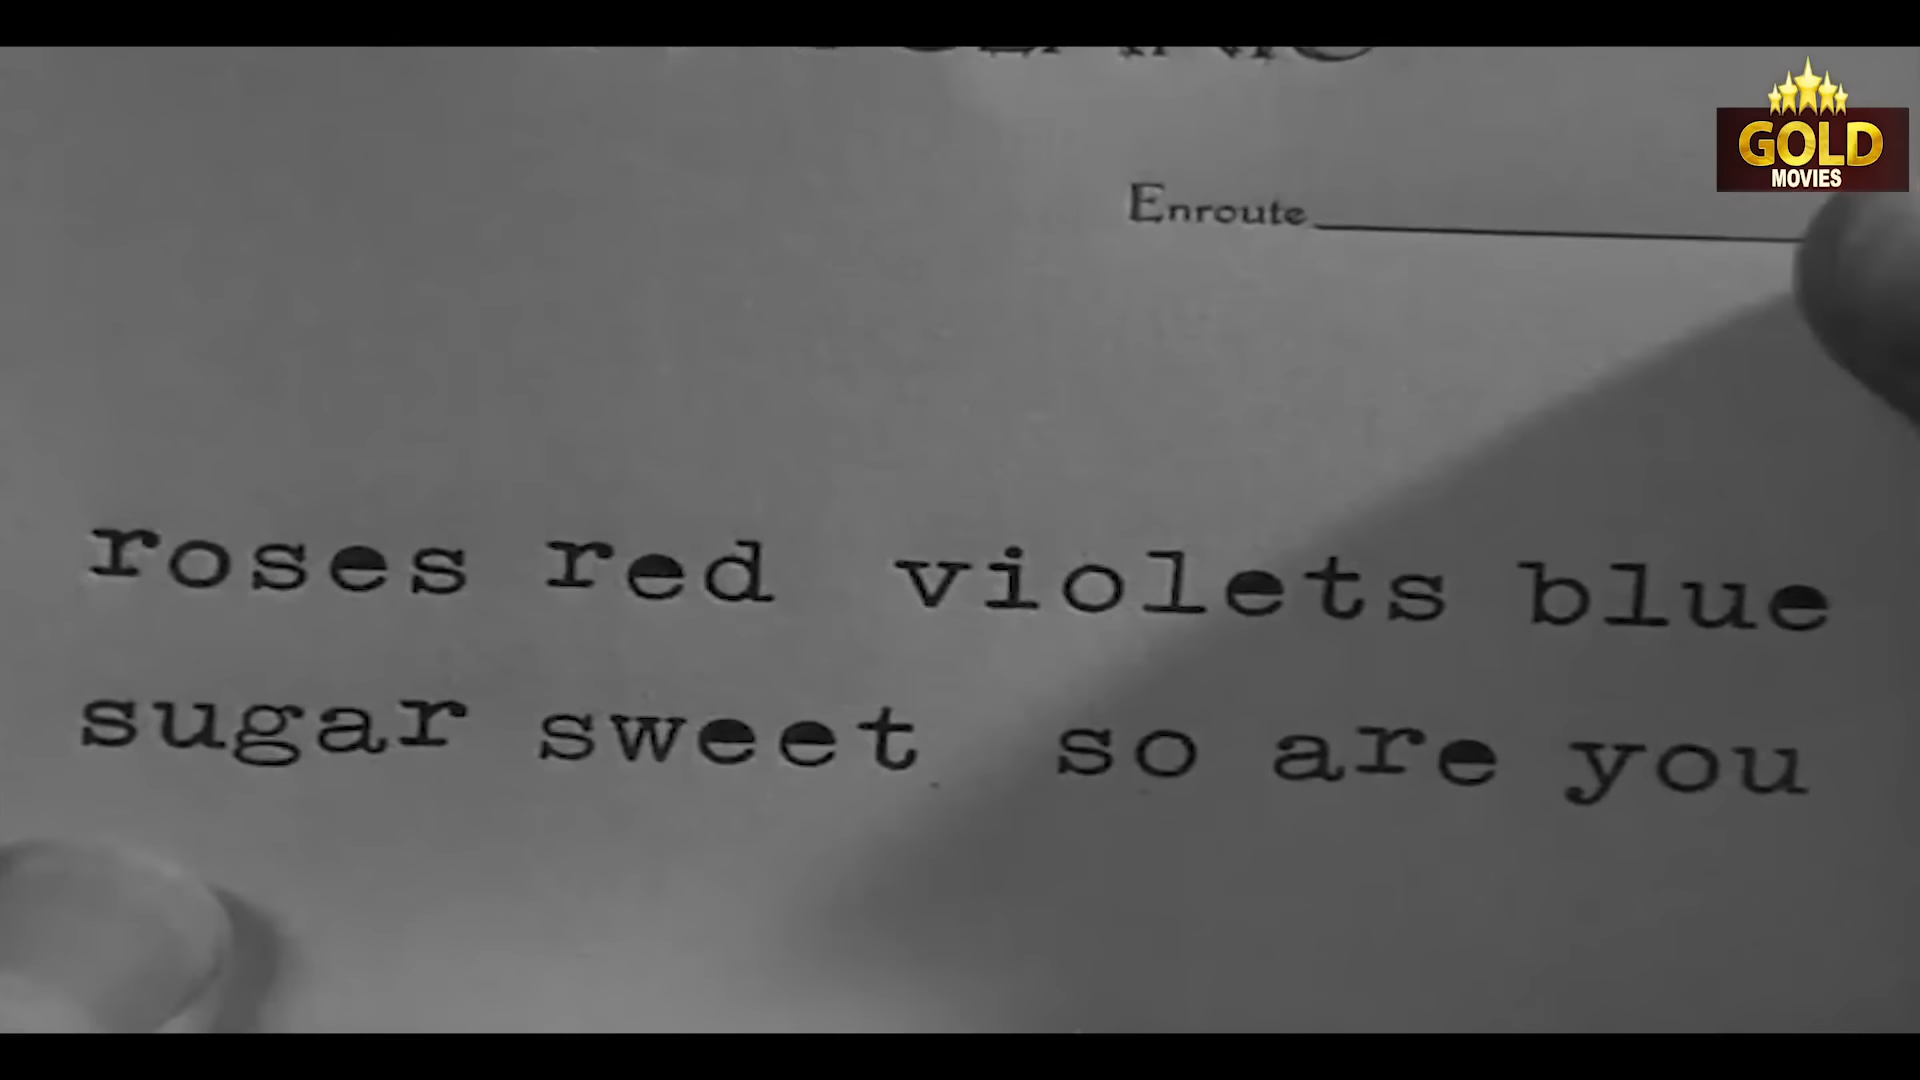 GOLD
MOVIES
Enroute
roses red violets blue
sugar sweet so are you